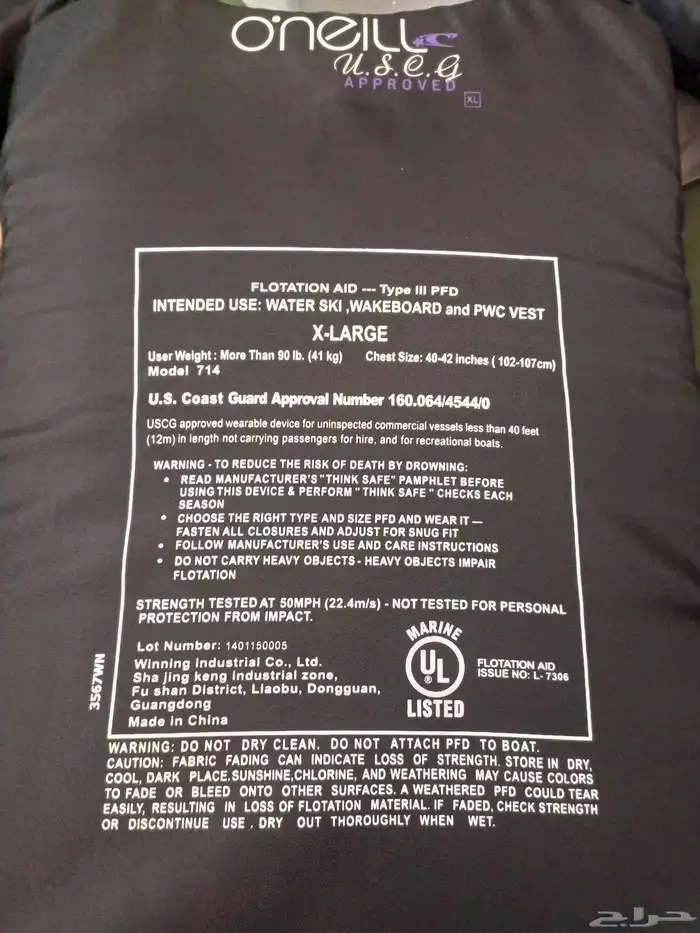 O'NEILL
U.S.C.G
APPROVED
XL
FLOTATION AID --- Type III PFD
INTENDED USE: WATER SKI ,WAKEBOARD and PWC VEST
X-LARGE
User Weight : More Than 90 lb. (41 kg) Chest Size: 40-42 inches ( 102-107cm)
Model 714
U.S. Coast Guard Approval Number 160.064/4544/0
USCG approved wearable device for uninspected commercial vessels less than 40 feet
(12m) in length not carrying passengers for hire, and for recreational boats.
WARNING - TO REDUCE THE RISK OF DEATH BY DROWNING:
• READ MANUFACTURER'S "THINK SAFE" PAMPHLET BEFORE
USING THIS DEVICE & PERFORM " THINK SAFE " CHECKS EACH
SEASON
• CHOOSE THE RIGHT TYPE AND SIZE PFD AND WEAR IT —
FASTEN ALL CLOSURES AND ADJUST FOR SNUG FIT
• FOLLOW MANUFACTURER'S USE AND CARE INSTRUCTIONS
• DO NOT CARRY HEAVY OBJECTS - HEAVY OBJECTS IMPAIR
FLOTATION
STRENGTH TESTED AT 50MPH (22.4m/s) - NOT TESTED FOR PERSONAL
PROTECTION FROM IMPACT.
Lot Number: 1401150005
Winning industrial Co., Ltd.
Sha jing keng industrial zone,
Fu shan District, Liaobu, Dongguan,
Guangdong
Made in China
MARINE
UL
®
LISTED
FLOTATION AID
ISSUE NO: L- 7306
3567WN
WARNING: DO NOT DRY CLEAN. DO NOT ATTACH PFD TO BOAT.
CAUTION: FABRIC FADING CAN INDICATE LOSS OF STRENGTH. STORE IN DRY,
COOL, DARK PLACE.SUNSHINE,CHLORINE, AND WEATHERING MAY CAUSE COLORS
TO FADE OR BLEED ONTO OTHER SURFACES. A WEATHERED PFD COULD TEAR
EASILY, RESULTING IN LOSS OF FLOTATION MATERIAL. IF FADED, CHECK STRENGTH
OR DISCONTINUE USE . DRY OUT THOROUGHLY WHEN WET.
حراج